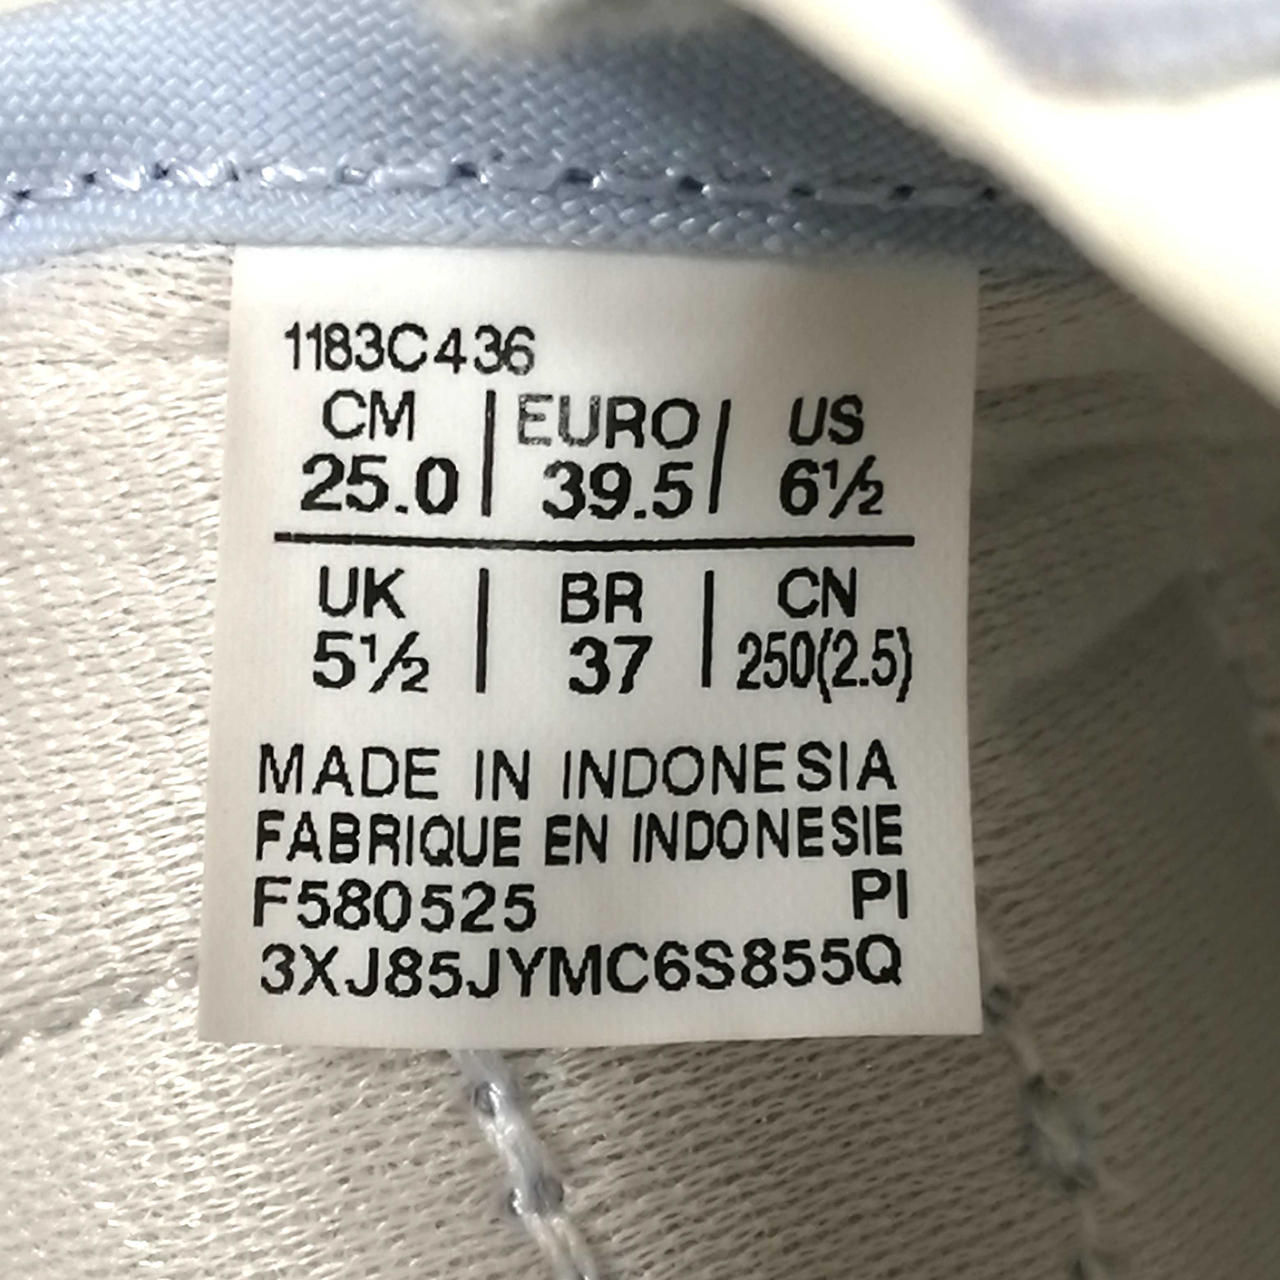 1183C436
CM | EURO | US
25.0 | 39.5 | 6½
UK | BR | CN
5½ | 37 | 250(2.5)
MADE IN INDONESIA
FABRIQUE EN INDONESIE
F580525 PI
3XJ85JYMC6S855Q